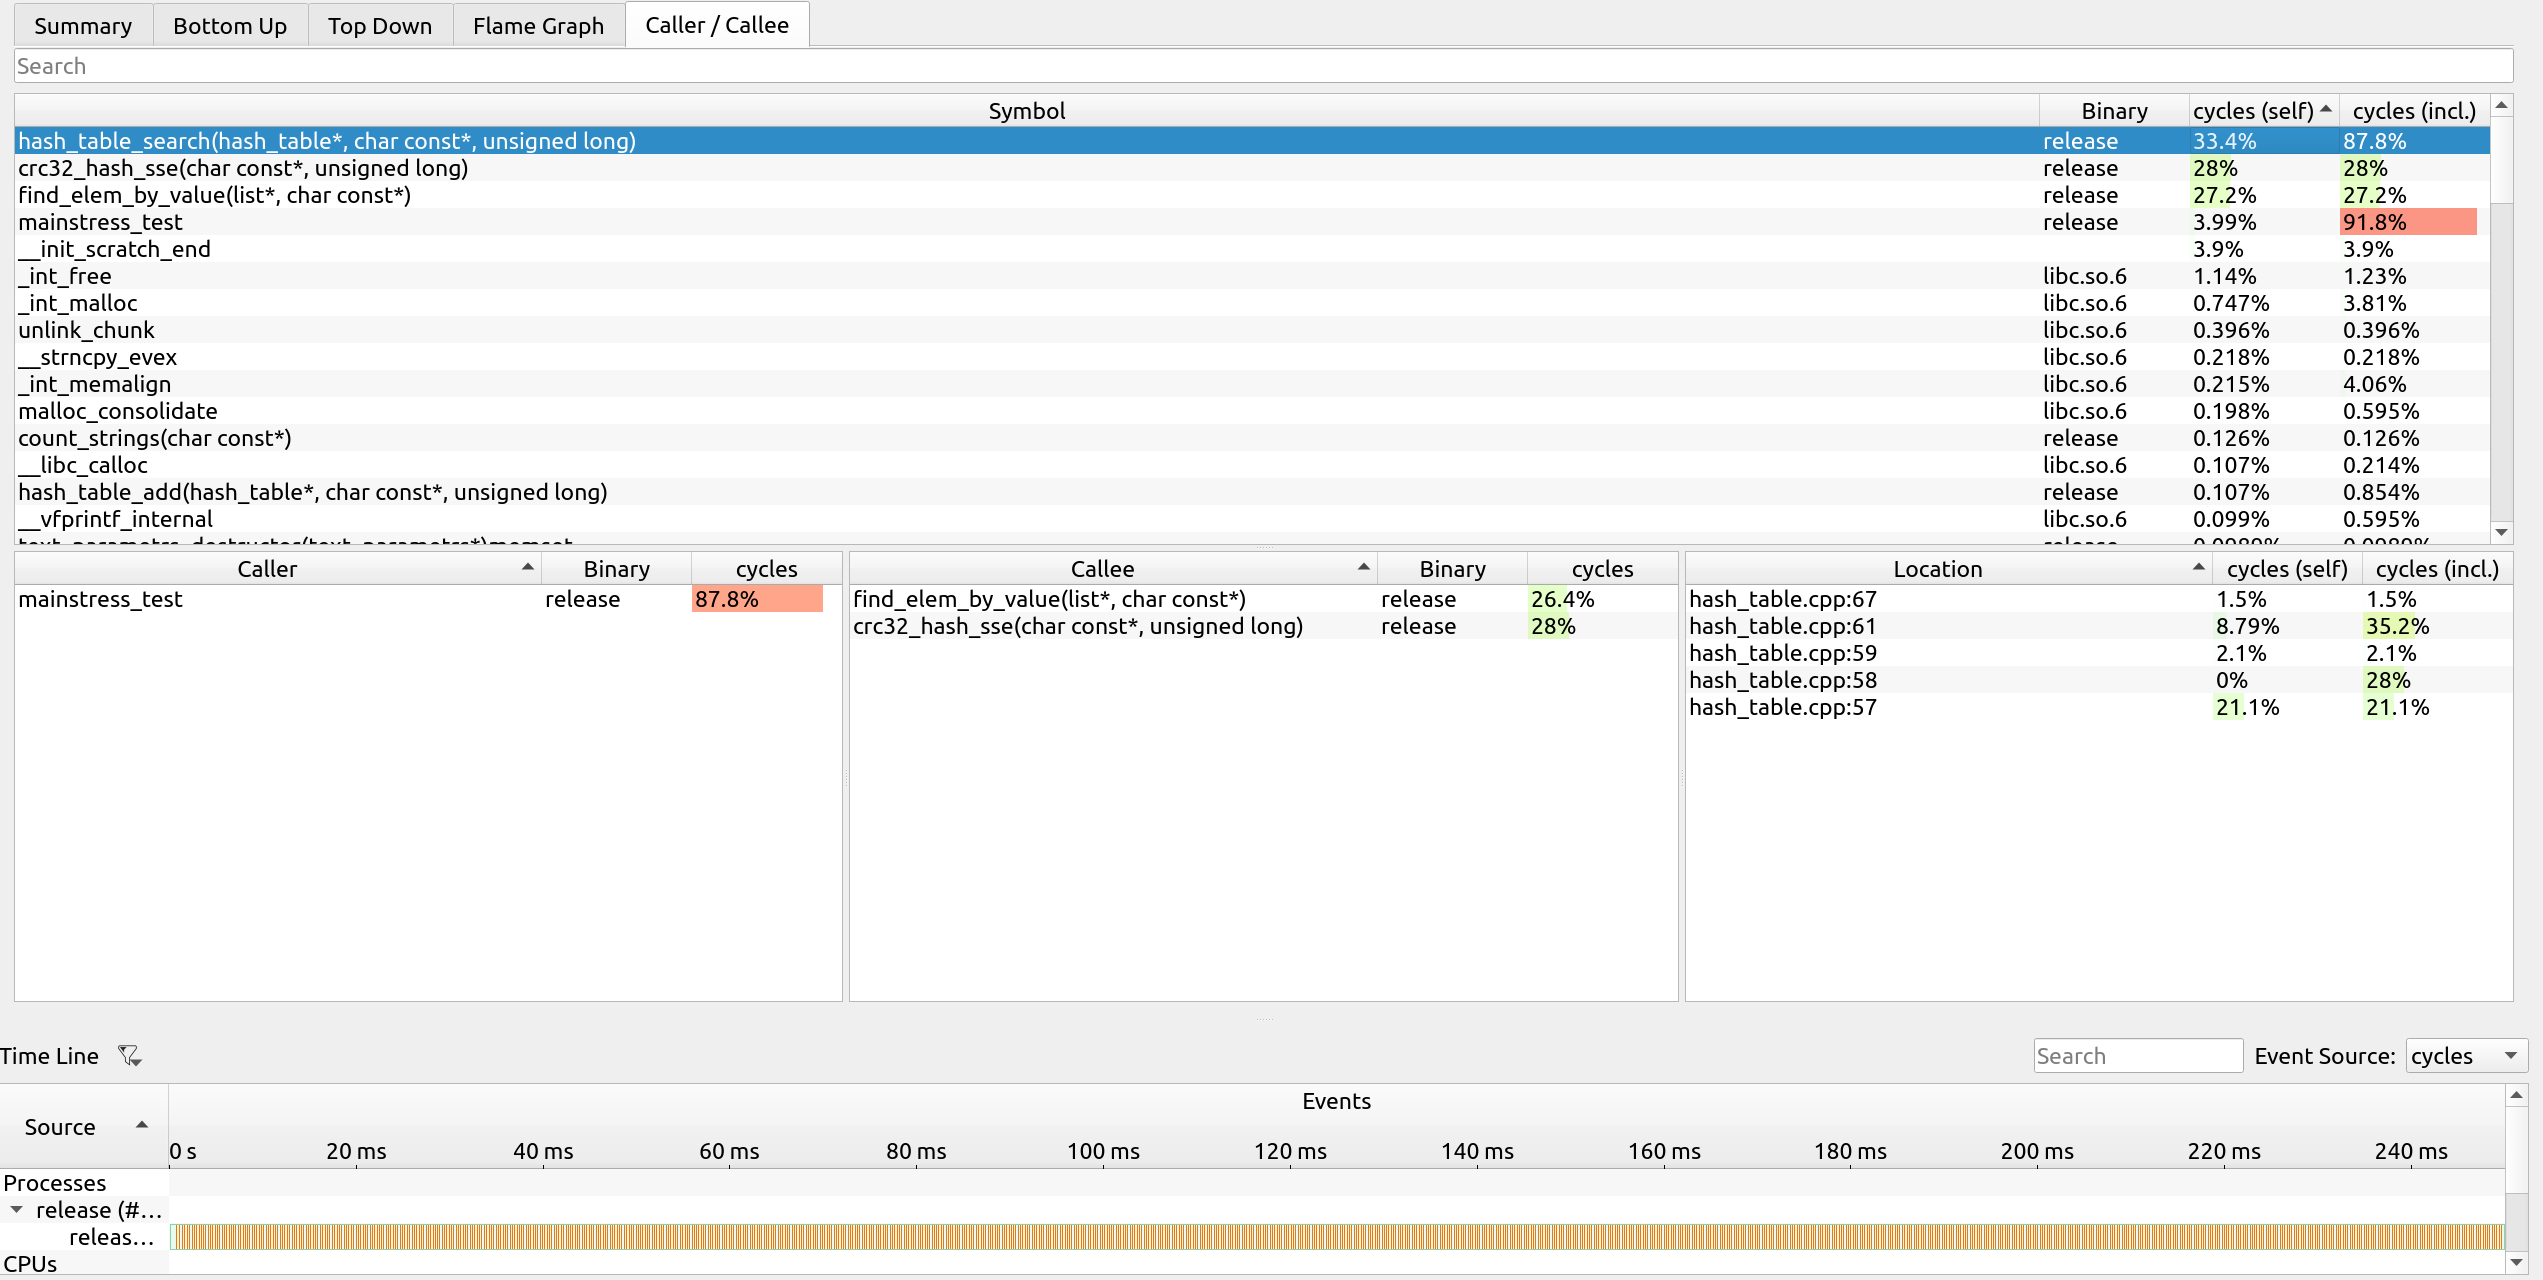 Summary Bottom Up Top Down Flame Graph Caller / Callee
Search
Symbol Binary cycles (self) cycles (incl.)
hash_table_search(hash_table*, char const*, unsigned long) release 33.4% 87.8%
crc32_hash_sse(char const*, unsigned long) release 28% 28%
find_elem_by_value(list*, char const*) release 27.2% 27.2%
mainstress_test release 3.99% 91.8%
__init_scratch_end 3.9% 3.9%
_int_free libc.so.6 1.14% 1.23%
_int_malloc libc.so.6 0.747% 3.81%
unlink_chunk libc.so.6 0.396% 0.396%
__strncpy_evex libc.so.6 0.218% 0.218%
_int_memalign libc.so.6 0.215% 4.06%
malloc_consolidate libc.so.6 0.198% 0.595%
count_strings(char const*) release 0.126% 0.126%
__libc_calloc libc.so.6 0.107% 0.214%
hash_table_add(hash_table*, char const*, unsigned long) release 0.107% 0.854%
__vfprintf_internal libc.so.6 0.099% 0.595%
Caller Binary cycles
mainstress_test release 87.8%
Callee Binary cycles
find_elem_by_value(list*, char const*) release 26.4%
crc32_hash_sse(char const*, unsigned long) release 28%
Location cycles (self) cycles (incl.)
hash_table.cpp:67 1.5% 1.5%
hash_table.cpp:61 8.79% 35.2%
hash_table.cpp:59 2.1% 2.1%
hash_table.cpp:58 0% 28%
hash_table.cpp:57 21.1% 21.1%
Time Line Search Event Source: cycles
Source Events
0 s 20 ms 40 ms 60 ms 80 ms 100 ms 120 ms 140 ms 160 ms 180 ms 200 ms 220 ms 240 ms
Processes
release (#...
releas...
CPUs